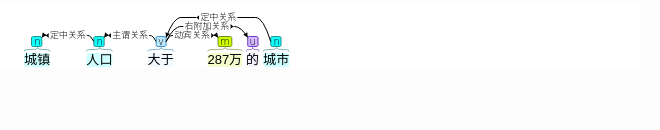 定中关系
右附加关系
定中关系 主谓关系 动宾关系
n n v m u n
城镇 人口 大于 287万 的 城市